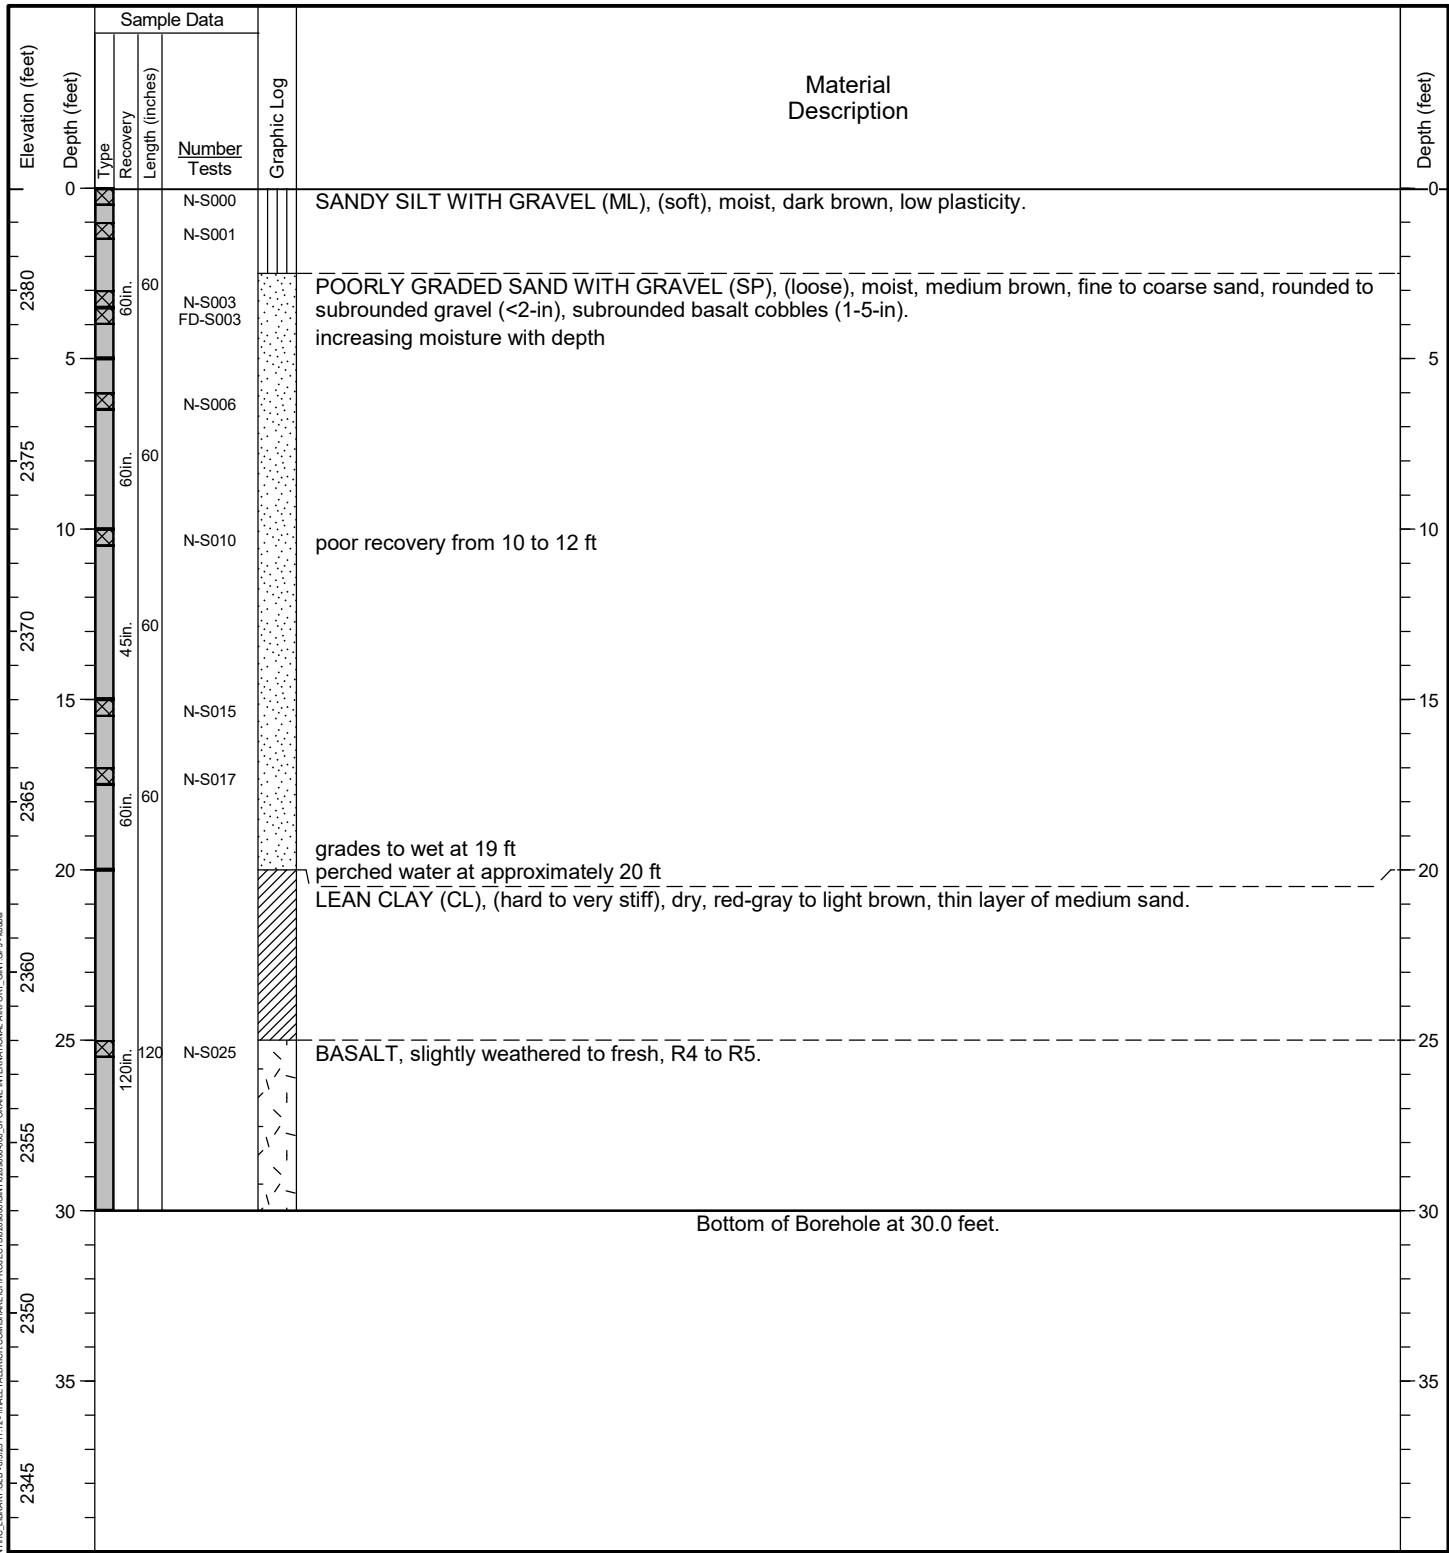 Sample Data
Elevation (feet)
Depth (feet)
Type
Recovery
Length (inches)
Number
Tests
Graphic Log
Material
Description
Depth (feet)
0
N-S000
SANDY SILT WITH GRAVEL (ML), (soft), moist, dark brown, low plasticity.
0
N-S001
2380
60in.
60
N-S003
FD-S003
POORLY GRADED SAND WITH GRAVEL (SP), (loose), moist, medium brown, fine to coarse sand, rounded to
subrounded gravel (<2-in), subrounded basalt cobbles (1-5-in).
increasing moisture with depth
5
5
N-S006
2375
60in.
60
10
N-S010
poor recovery from 10 to 12 ft
10
2370
45in.
60
15
N-S015
15
N-S017
2365
60in.
60
grades to wet at 19 ft
20
perched water at approximately 20 ft
20
LEAN CLAY (CL), (hard to very stiff), dry, red-gray to light brown, thin layer of medium sand.
2360
25
25
120in.
120
N-S025
BASALT, slightly weathered to fresh, R4 to R5.
2355
30
30
Bottom of Borehole at 30.0 feet.
2350
35
35
2345